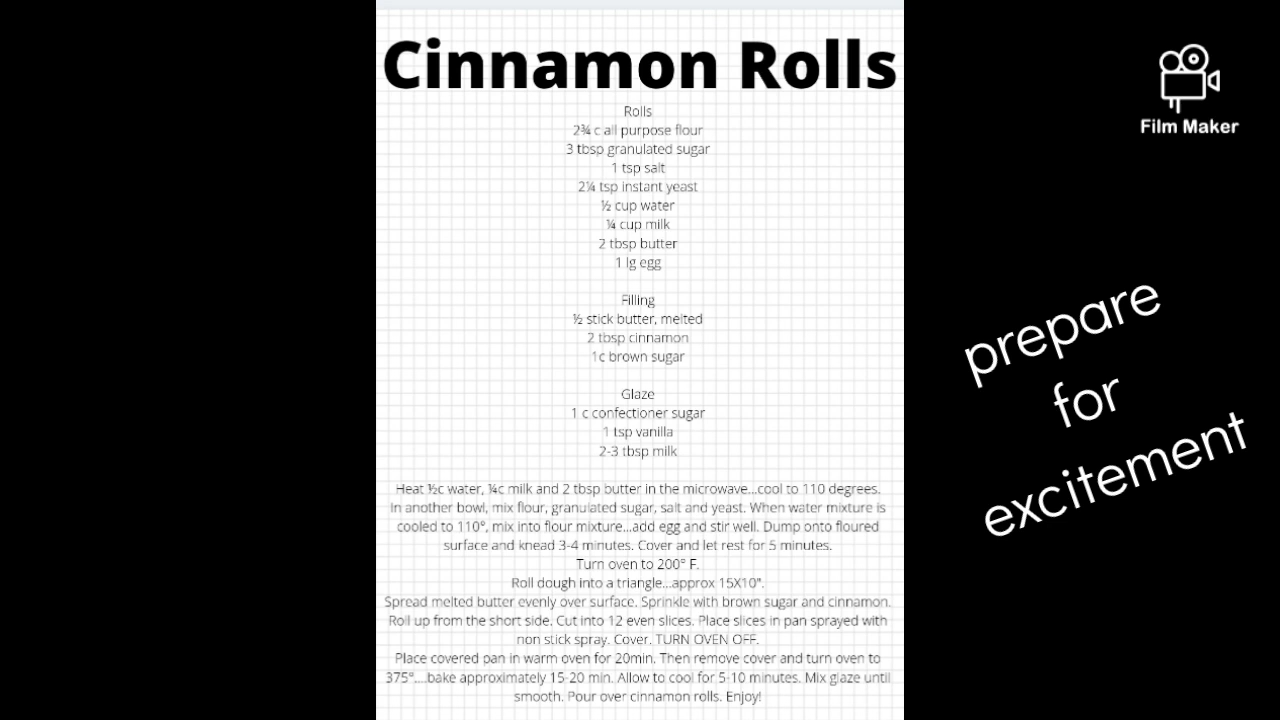 Cinnamon Rolls
Rolls
2¾ c all purpose flour
3 tbsp granulated sugar
1 tsp salt
2¼ tsp instant yeast
½ cup water
¼ cup milk
2 tbsp butter
1 lg egg
Filling
½ stick butter, melted
2 tbsp cinnamon
1c brown sugar
Glaze
1 c confectioner sugar
1 tsp vanilla
2-3 tbsp milk
Heat ½c water, ¼c milk and 2 tbsp butter in the microwave...cool to 110 degrees.
In another bowl, mix flour, granulated sugar, salt and yeast. When water mixture is
cooled to 110°, mix into flour mixture...add egg and stir well. Dump onto floured
surface and knead 3-4 minutes. Cover and let rest for 5 minutes.
Turn oven to 200° F.
Roll dough into a triangle...approx 15X10".
Spread melted butter evenly over surface. Sprinkle with brown sugar and cinnamon.
Roll up from the short side. Cut into 12 even slices. Place slices in pan sprayed with
non stick spray. Cover. TURN OVEN OFF.
Place covered pan in warm oven for 20min. Then remove cover and turn oven to
375°....bake approximately 15-20 min. Allow to cool for 5-10 minutes. Mix glaze until
smooth. Pour over cinnamon rolls. Enjoy!
Film Maker
prepare
for
excitement